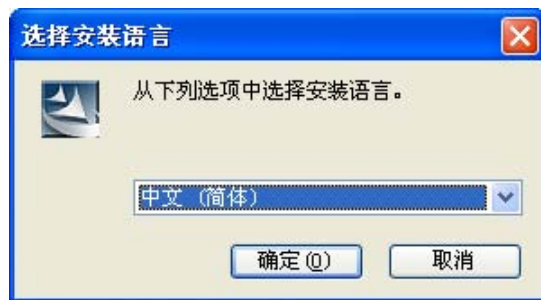 选择安装语言
从下列选项中选择安装语言。
中文 (简体)
确定(O)
取消